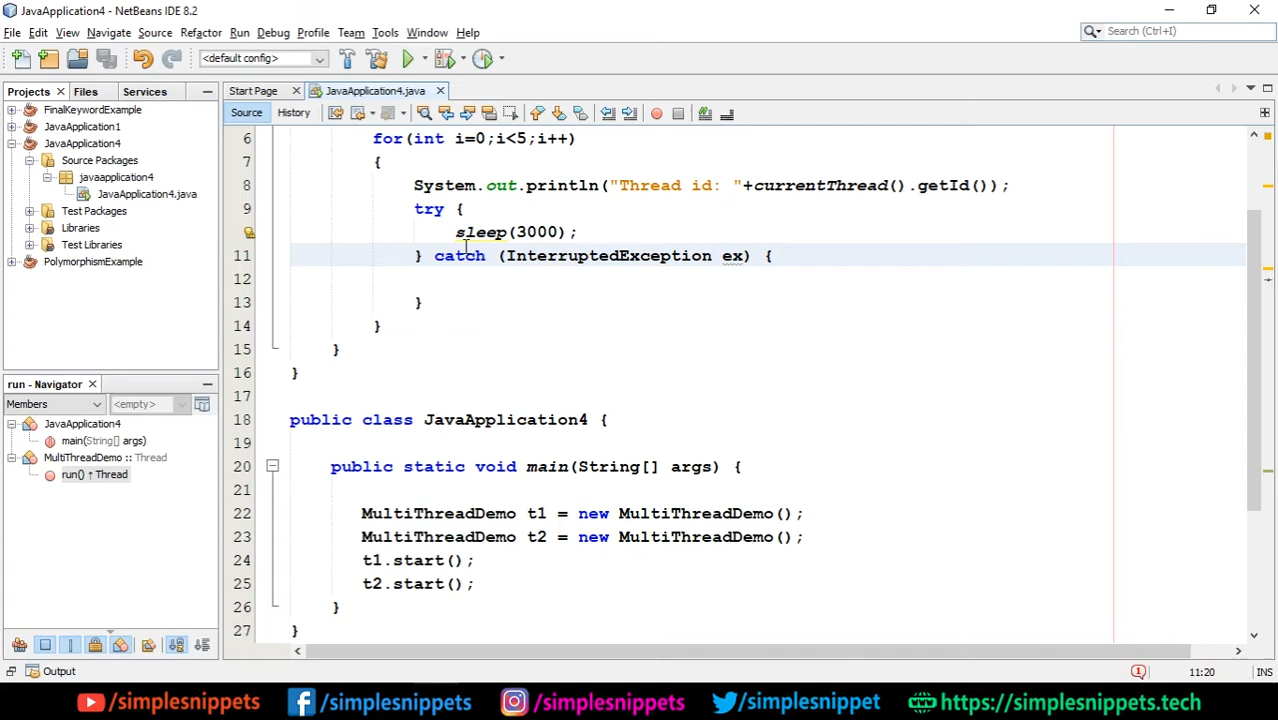 JavaApplication4 - NetBeans IDE 8.2
File Edit View Navigate Source Refactor Run Debug Profile Team Tools Window Help
Search (Ctrl+I)
<default config>
Projects Files Services
Start Page JavaApplication4.java
Source History
FinalKeywordExample
JavaApplication1
JavaApplication4
Source Packages
javaapplication4
JavaApplication4.java
Test Packages
Libraries
Test Libraries
PolymorphismExample
6 for(int i=0;i<5;i++)
7 {
8 System.out.println("Thread id: "+currentThread().getId());
9 try {
sleep(3000);
11 } catch (InterruptedException ex) {
12
13 }
14 }
15 }
16 }
17
18 public class JavaApplication4 {
19
20 public static void main(String[] args) {
21
22 MultiThreadDemo t1 = new MultiThreadDemo();
23 MultiThreadDemo t2 = new MultiThreadDemo();
24 t1.start();
25 t2.start();
26 }
27 }
run - Navigator
Members <empty>
JavaApplication4
main(String[] args)
MultiThreadDemo :: Thread
run() ↑ Thread
Output
1 11:20 INS
/simplesnippets /simplesnippets /simplesnippets /simplesnippets https://simplesnippets.tech